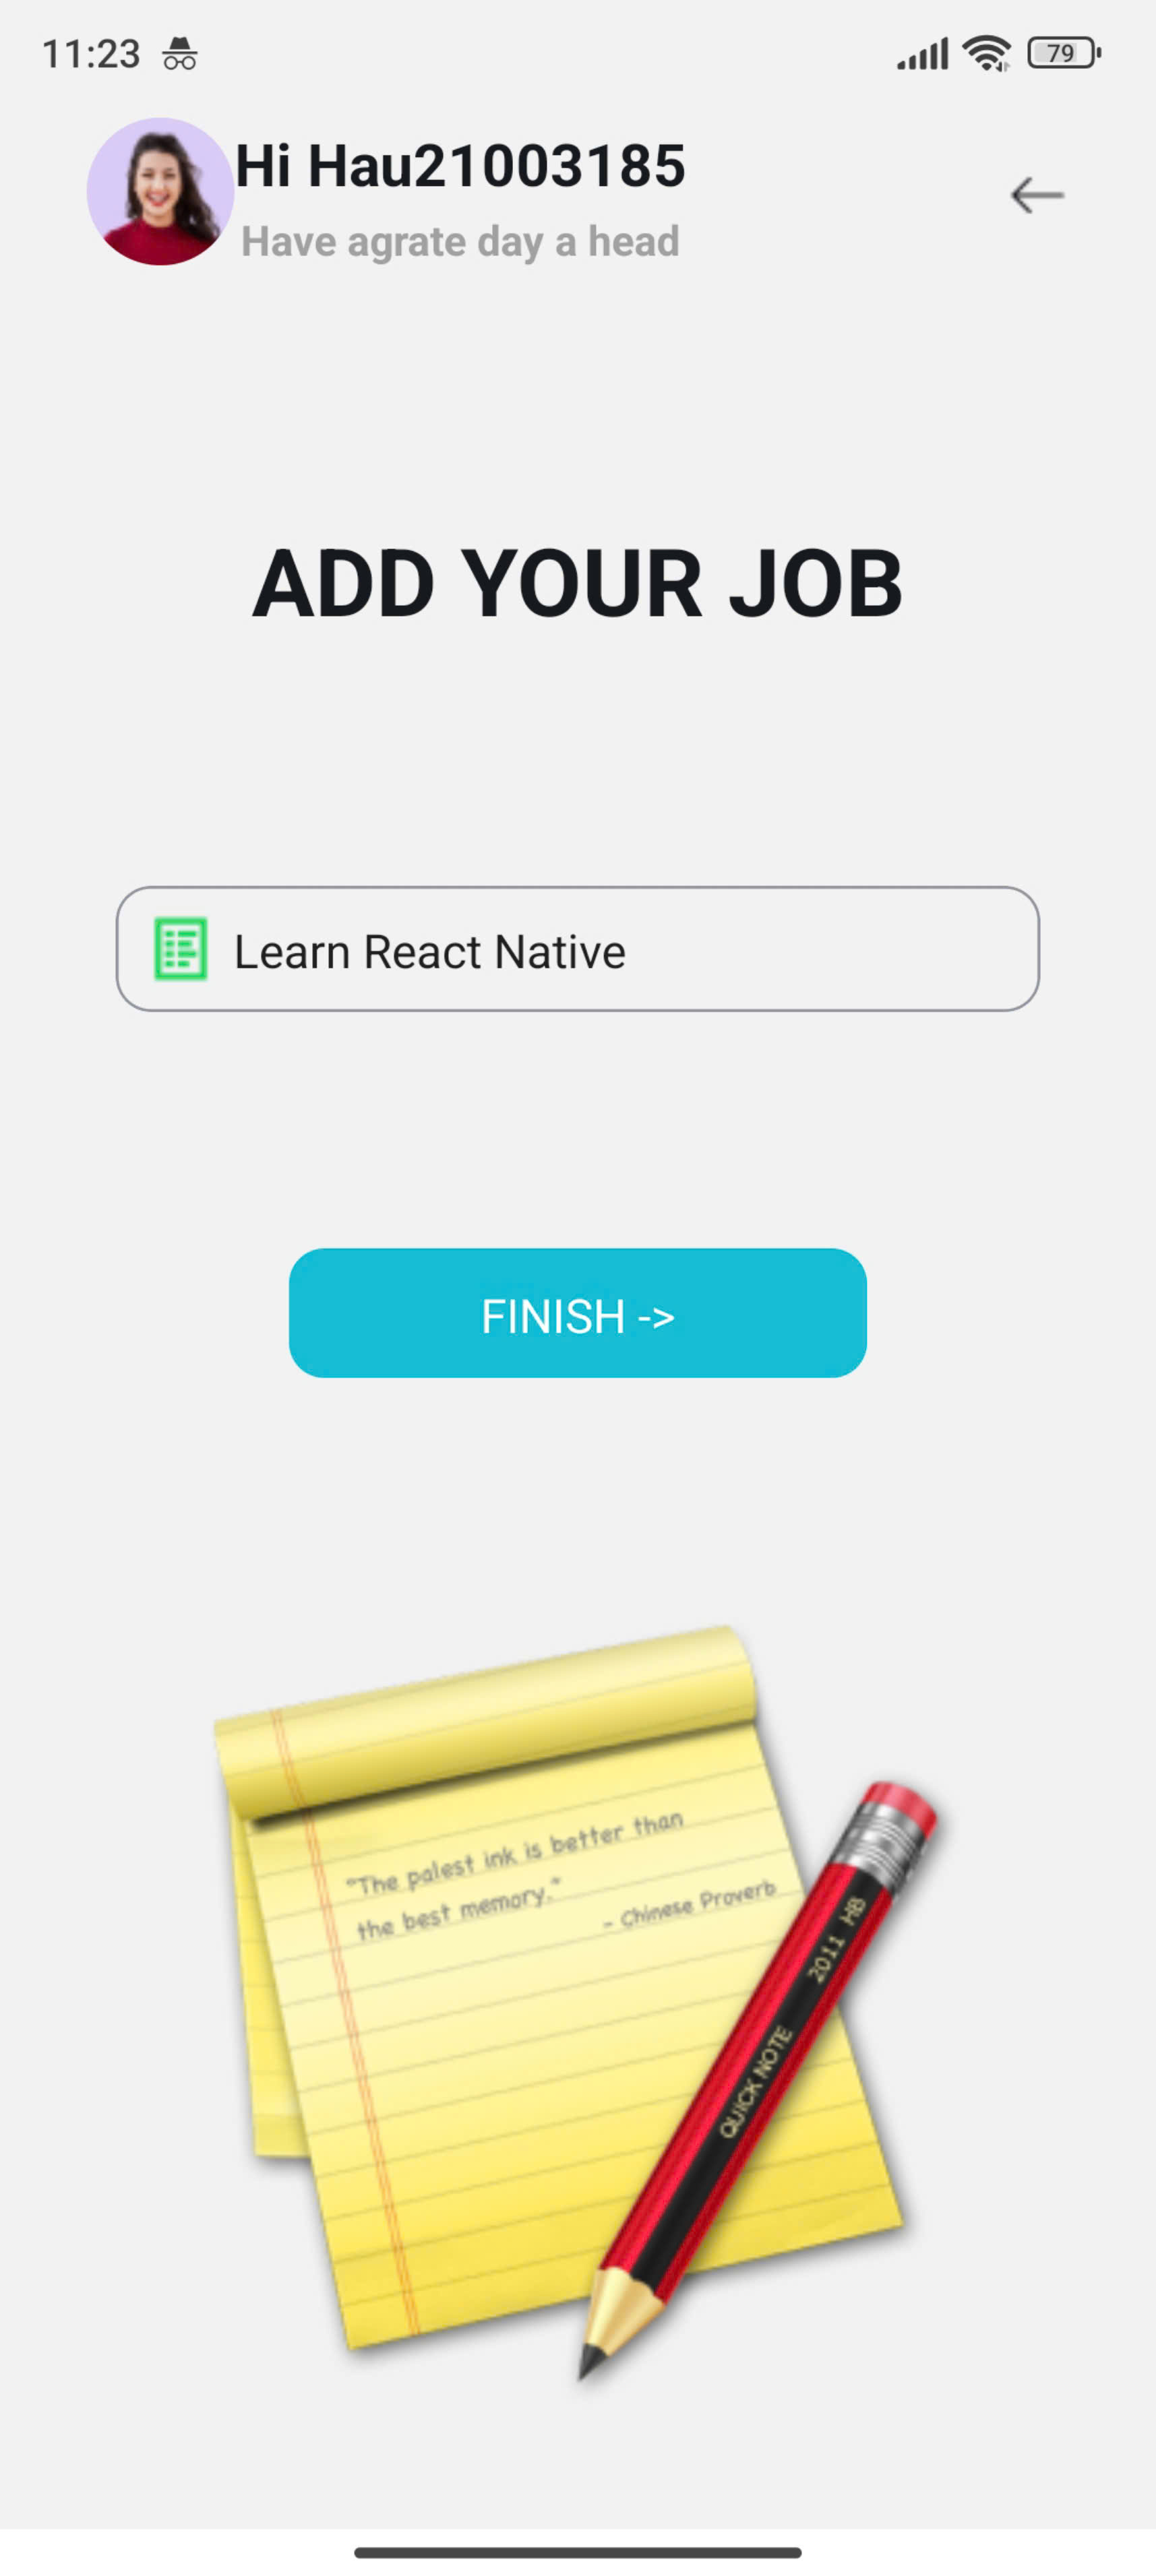 11:23
79
Hi Hau21003185
Have agrate day a head
ADD YOUR JOB
Learn React Native
FINISH ->
"The palest ink is better than
the best memory."
- Chinese Proverb
QUICK NOTE 2011 HB